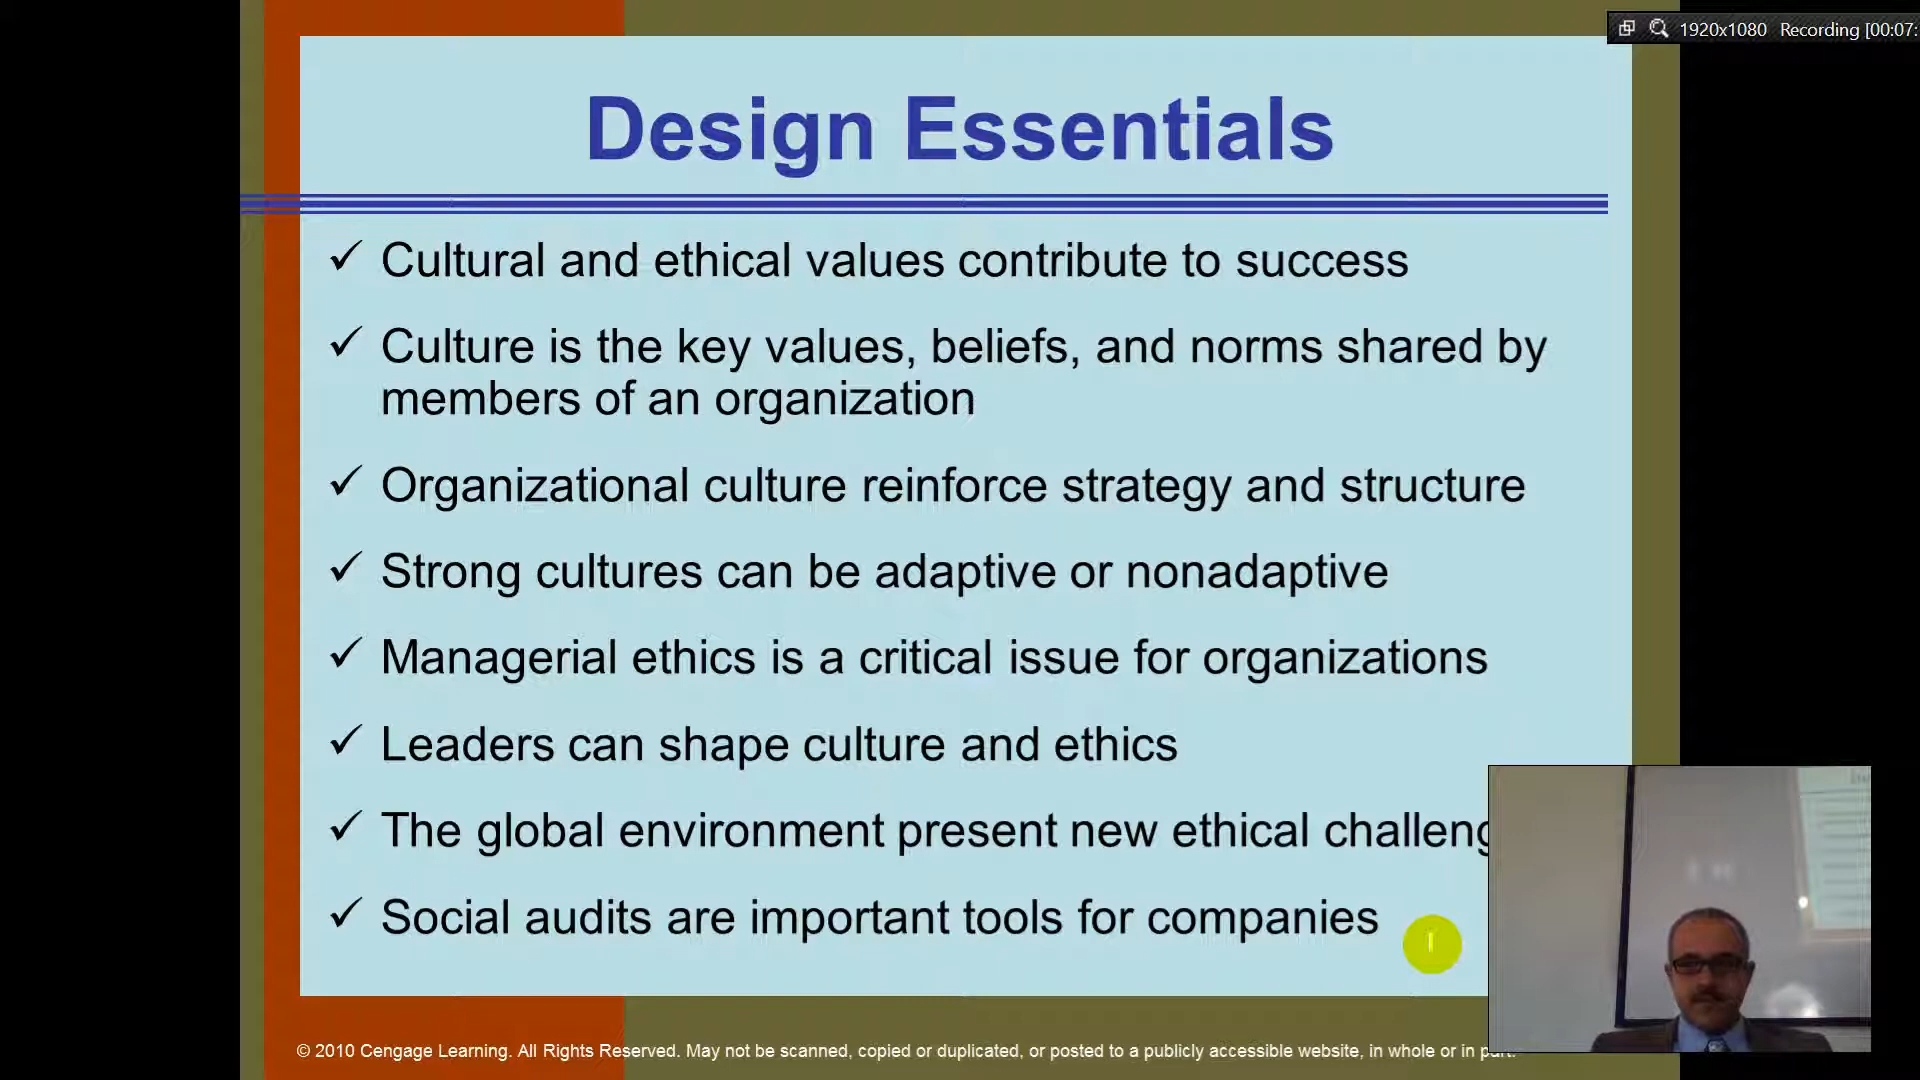 1920x1080 Recording [00:07:
Design Essentials
✓ Cultural and ethical values contribute to success
✓ Culture is the key values, beliefs, and norms shared by
members of an organization
✓ Organizational culture reinforce strategy and structure
✓ Strong cultures can be adaptive or nonadaptive
✓ Managerial ethics is a critical issue for organizations
✓ Leaders can shape culture and ethics
✓ The global environment present new ethical challeng
✓ Social audits are important tools for companies
© 2010 Cengage Learning. All Rights Reserved. May not be scanned, copied or duplicated, or posted to a publicly accessible website, in whole or in part.